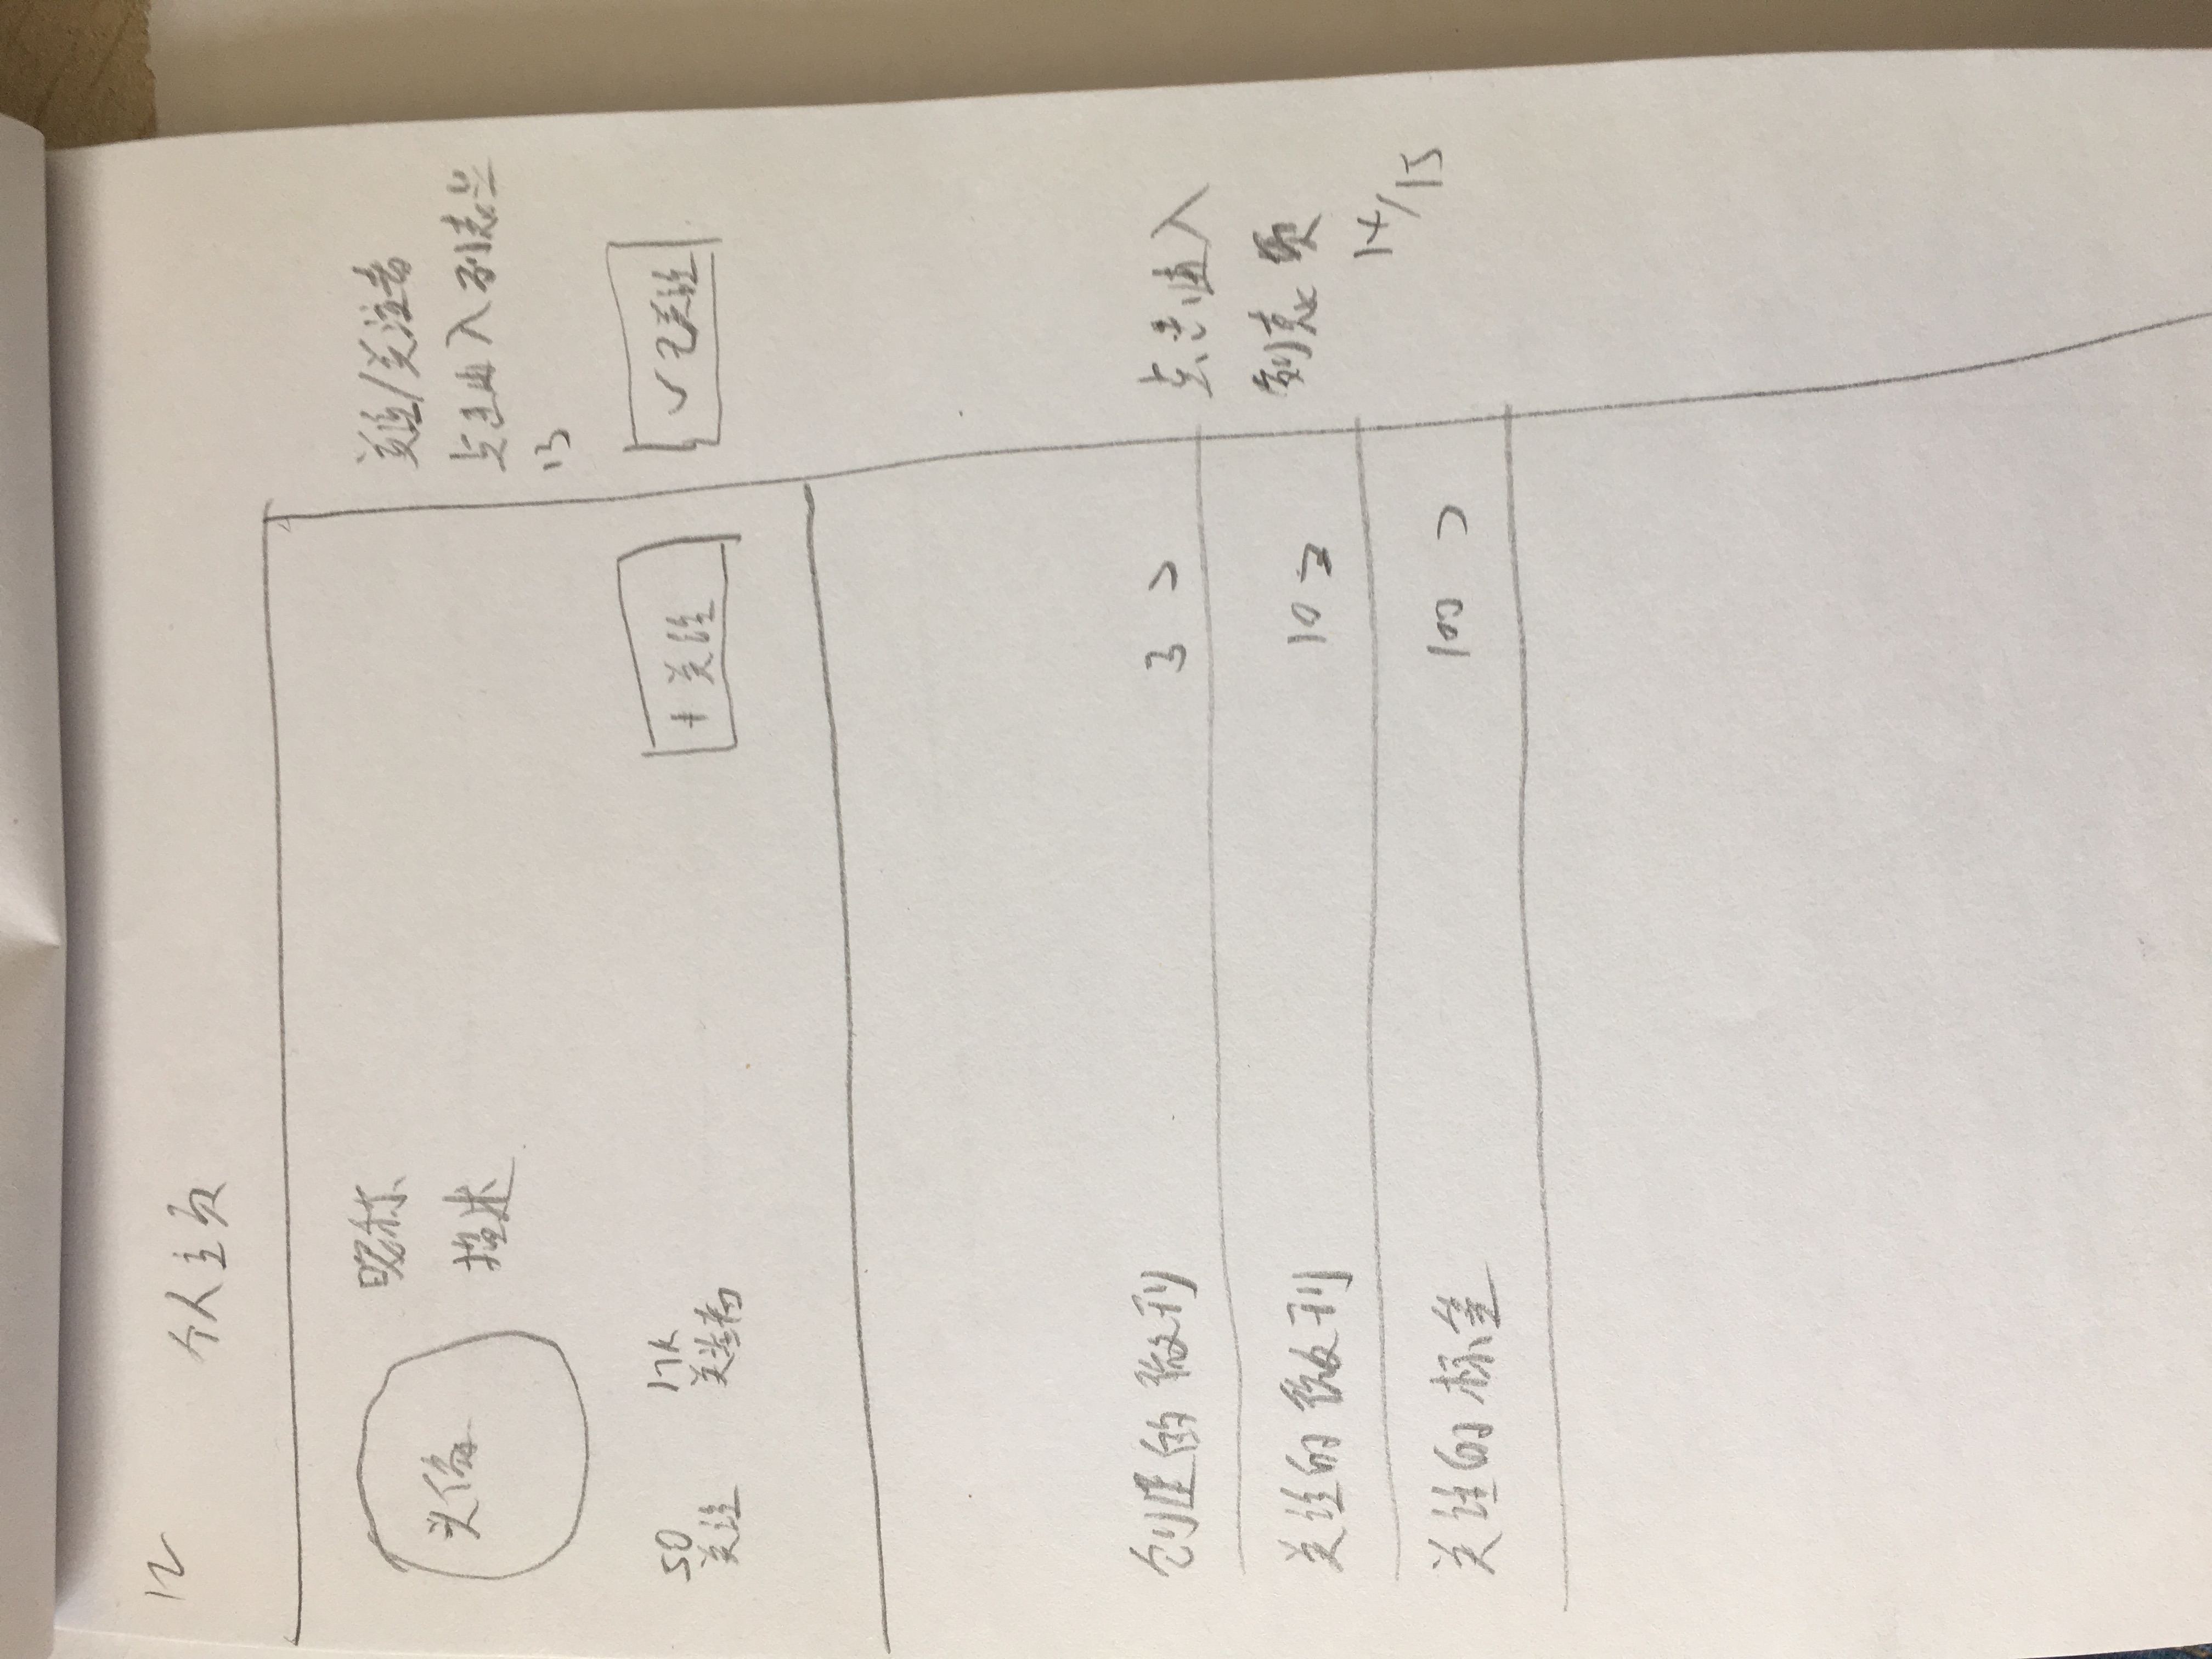 12
个人主页
头像
昵称
描述
50
关注
17k
关注者
+ 关注
关注/关注者
点击进入列表
13
✓已关注
创建的微刊
3 >
关注的微刊
10 >
关注的标签
100 >
点击进入
列表页
14/15